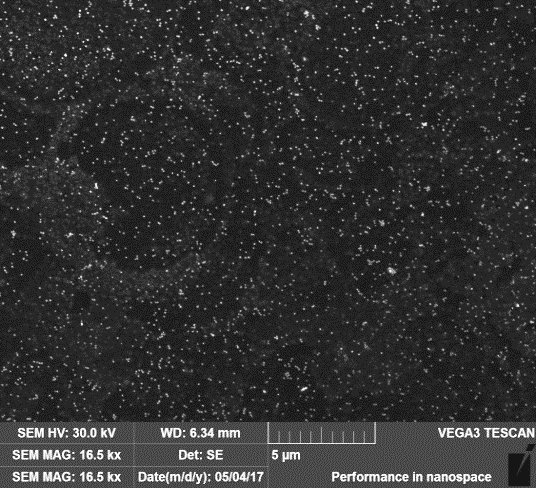 SEM HV: 30.0 kV WD: 6.34 mm VEGA3 TESCAN
SEM MAG: 16.5 kx Det: SE 5 µm
SEM MAG: 16.5 kx Date(m/d/y): 05/04/17 Performance in nanospace